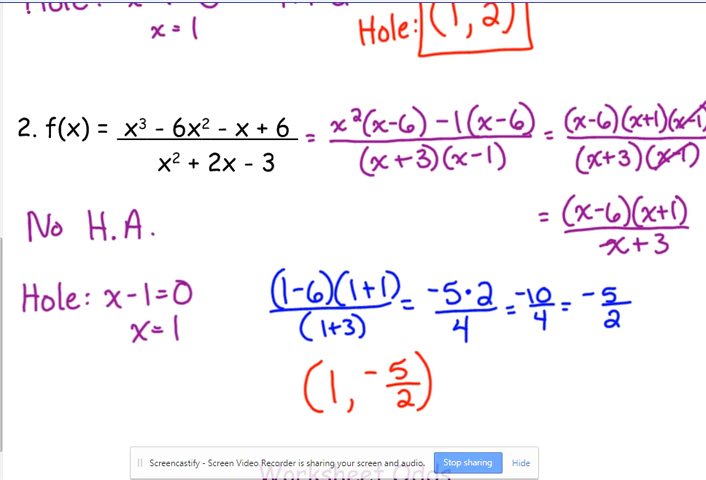 Hole:
x = 1
Hole: (1, 2)
2. f(x) = x³ - 6x² - x + 6 / x² + 2x - 3 = x²(x-6) - 1(x-6) / (x+3)(x-1) = (x-6)(x+1)(x-1) / (x+3)(x-1)
= (x-6)(x+1) / x+3
No H.A.
Hole: x-1=0
x=1
(1-6)(1+1) / (1+3) = -5·2 / 4 = -10 / 4 = -5 / 2
(1, -5/2)
Screencastify - Screen Video Recorder is sharing your screen and audio. Stop sharing Hide
Worksheet Odds